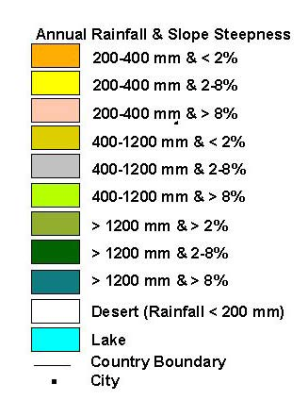 Annual Rainfall & Slope Steepness
200-400 mm & < 2%
200-400 mm & 2-8%
200-400 mm & > 8%
400-1200 mm & < 2%
400-1200 mm & 2-8%
400-1200 mm & > 8%
> 1200 mm & > 2%
> 1200 mm & 2-8%
> 1200 mm & > 8%
Desert (Rainfall < 200 mm)
Lake
Country Boundary
City